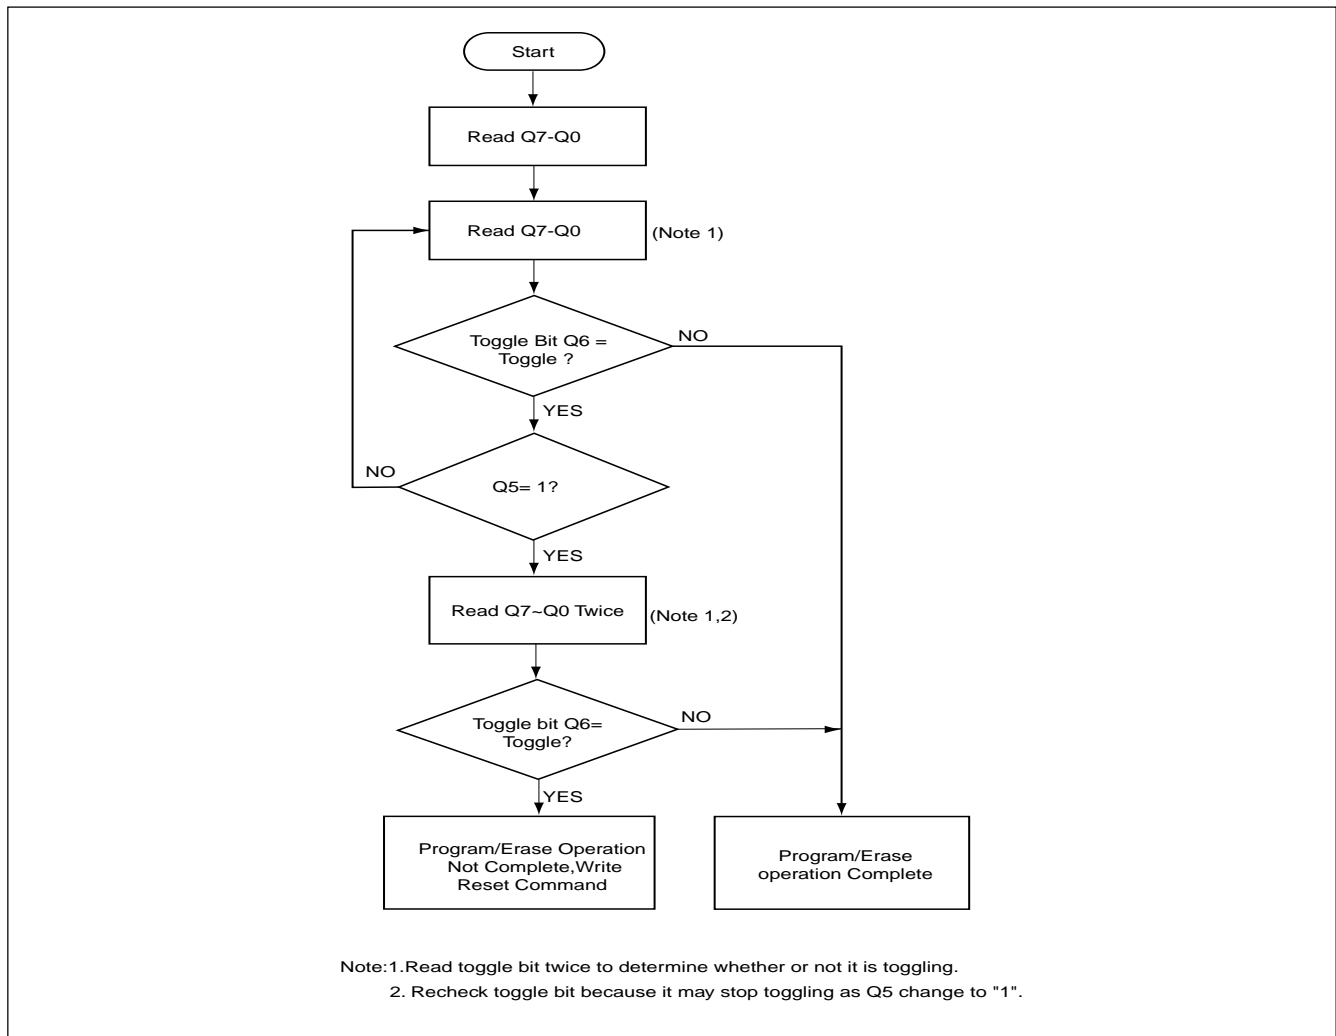 Start
Read Q7-Q0
Read Q7-Q0
(Note 1)
Toggle Bit Q6 =
Toggle ?
NO
YES
NO
Q5= 1?
YES
Read Q7~Q0 Twice
(Note 1,2)
Toggle bit Q6=
Toggle?
NO
YES
Program/Erase Operation
Not Complete,Write
Reset Command
Program/Erase
operation Complete
Note:1.Read toggle bit twice to determine whether or not it is toggling.
2. Recheck toggle bit because it may stop toggling as Q5 change to "1".